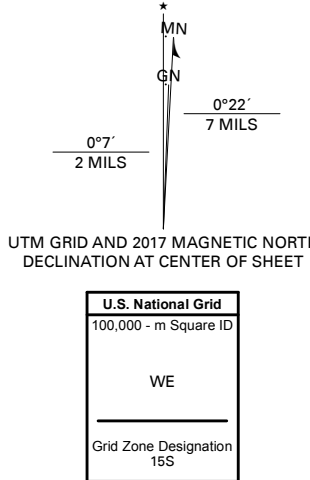 MN
GN
0°22´
7 MILS
0°7´
2 MILS
UTM GRID AND 2017 MAGNETIC NORTH
DECLINATION AT CENTER OF SHEET
U.S. National Grid
100,000 - m Square ID
WE
Grid Zone Designation
15S